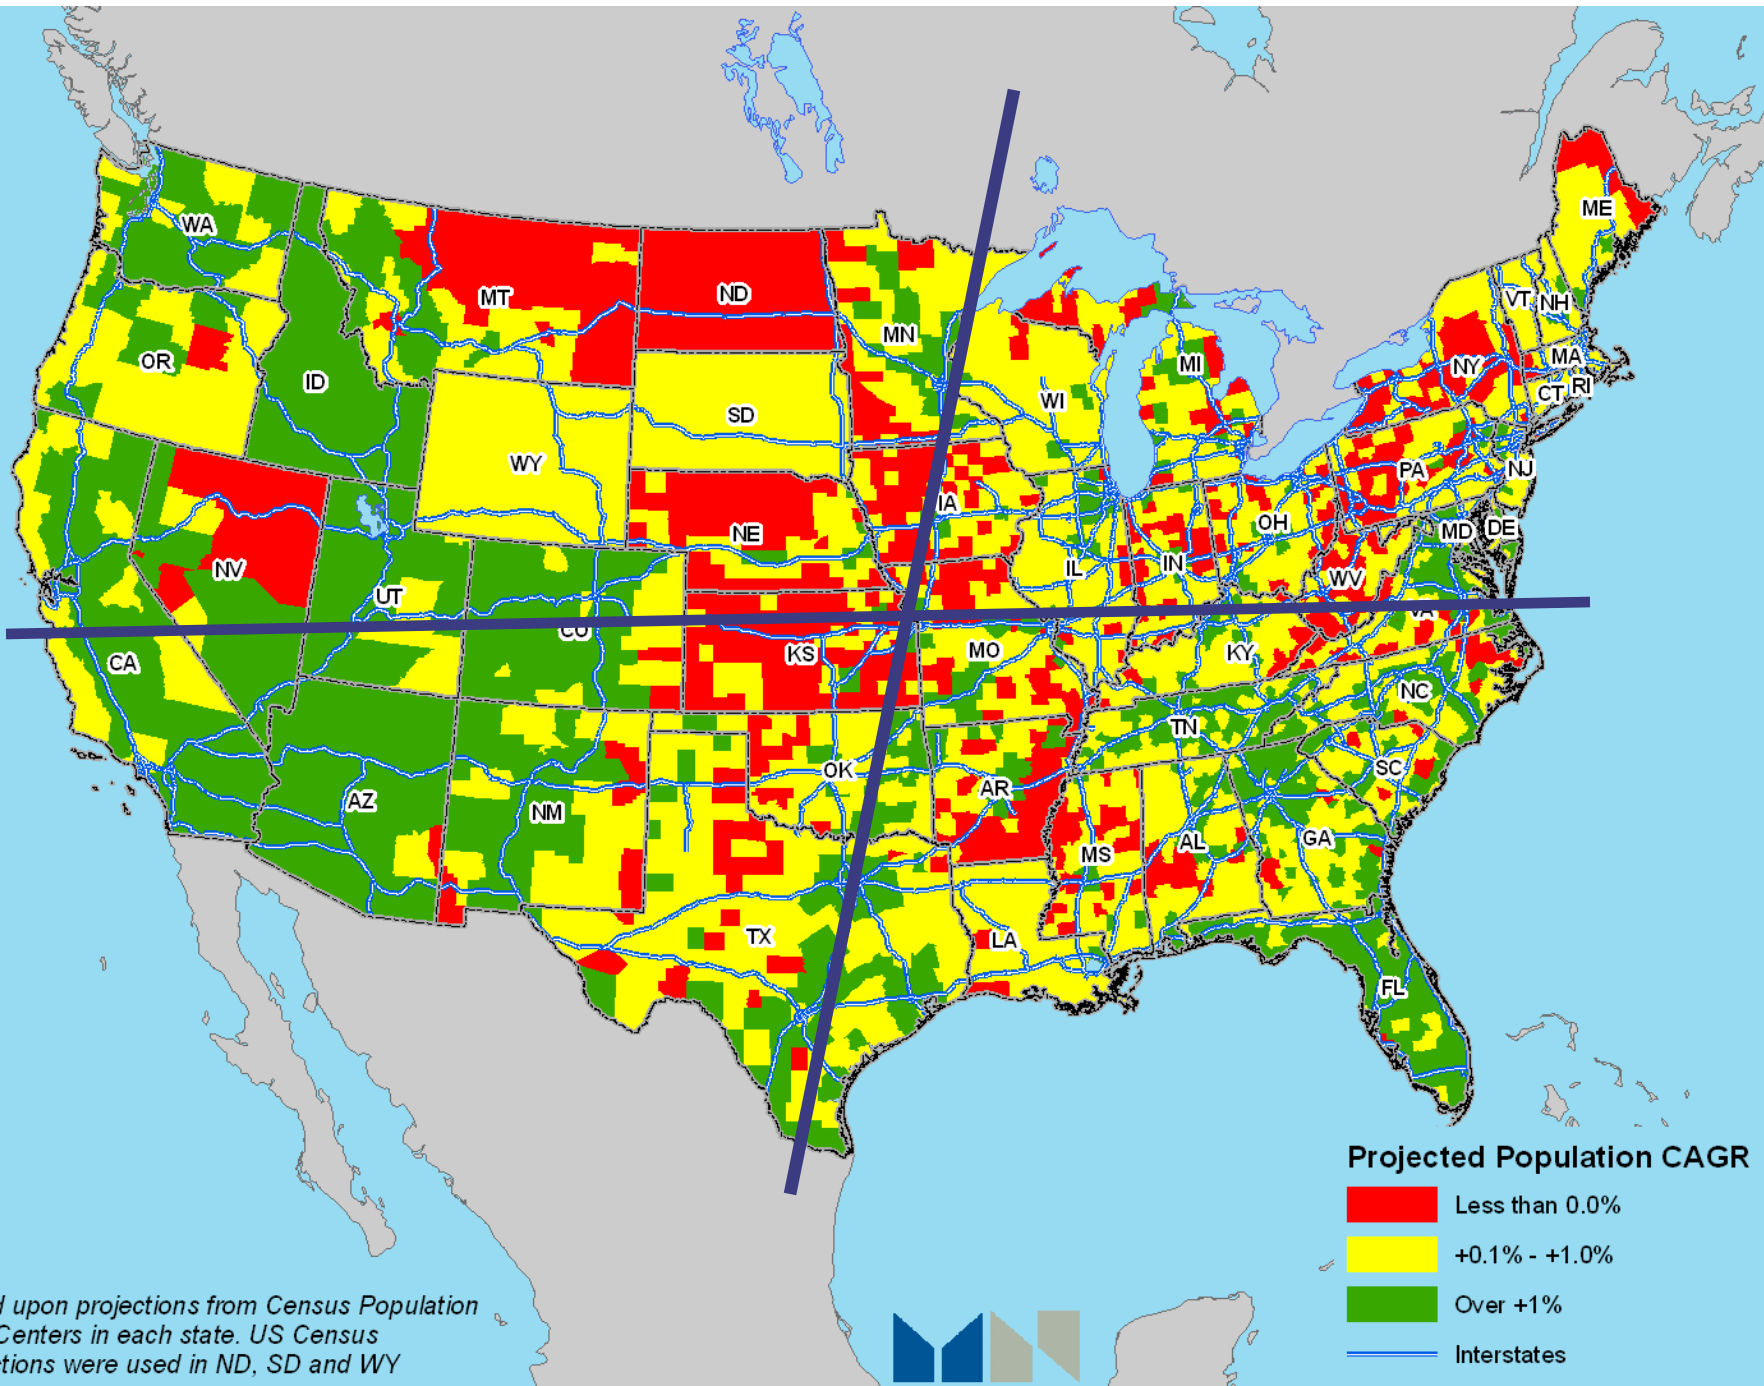 WA
ME
MT
ND
VT
NH
MN
OR
NY
MA
MI
ID
CT
RI
SD
WI
WY
PA
NJ
IA
NE
OH
MD
DE
NV
IL
IN
WV
UT
CO
VA
CA
KS
MO
KY
NC
TN
OK
SC
AZ
AR
NM
GA
AL
MS
TX
LA
FL
Projected Population CAGR
Less than 0.0%
+0.1% - +1.0%
Over +1%
Interstates
upon projections from Census Population
Centers in each state. US Census
were used in ND, SD and WY